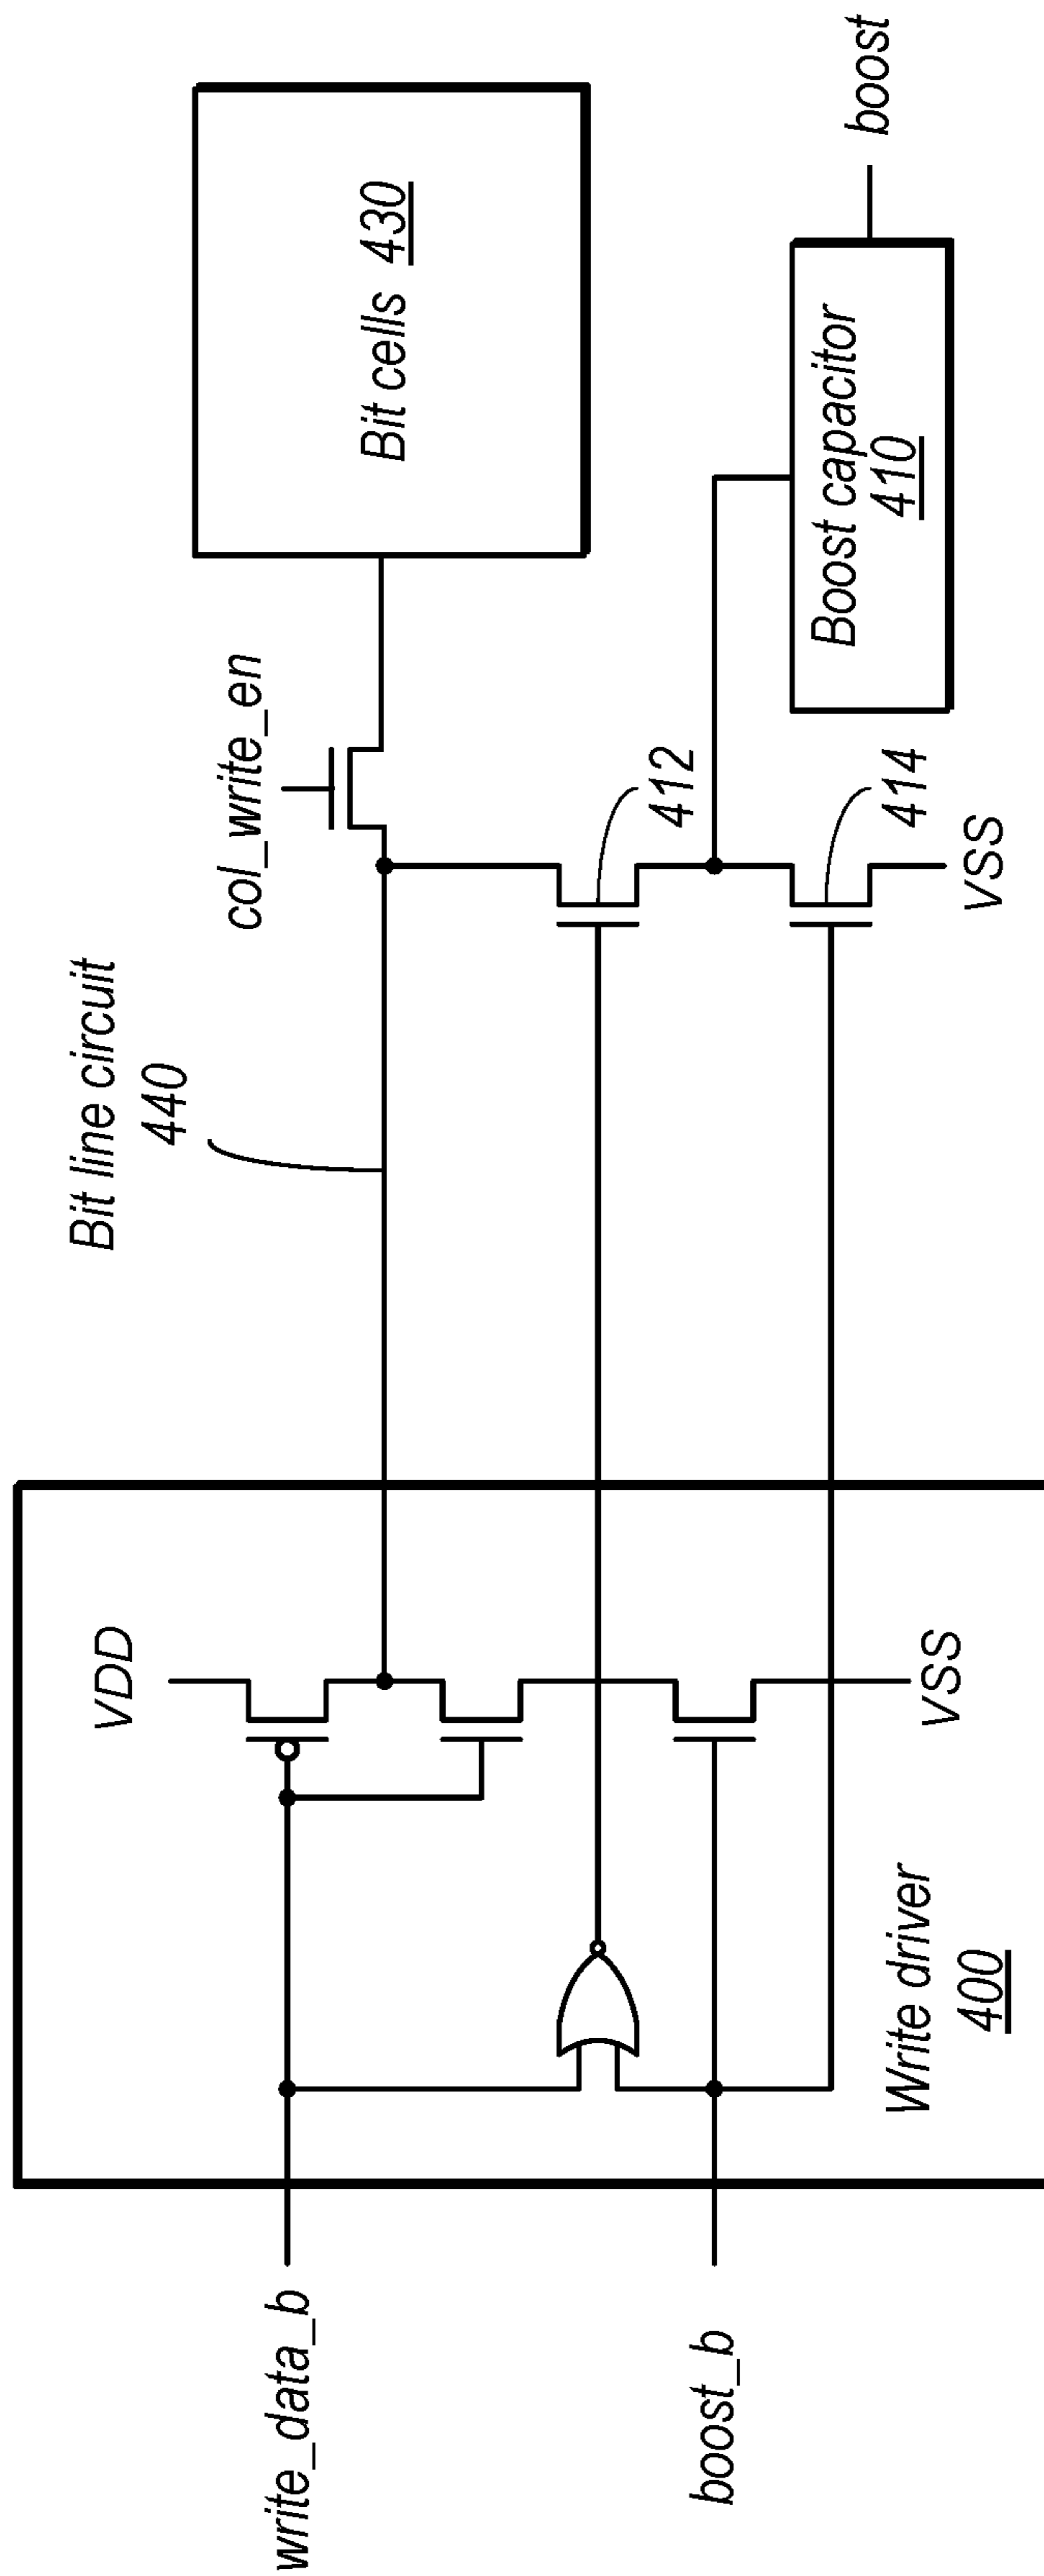 Bit line circuit
440
col_write_en
Bit cells 430
VDD
write_data_b
412
boost
Boost capacitor
410
boost_b
414
VSS
VSS
Write driver
400